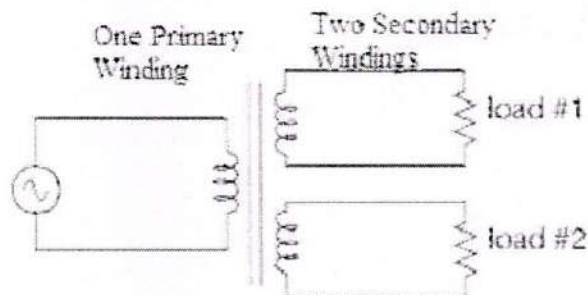 One Primary
Winding
Two Secondary
Windings
load #1
load #2